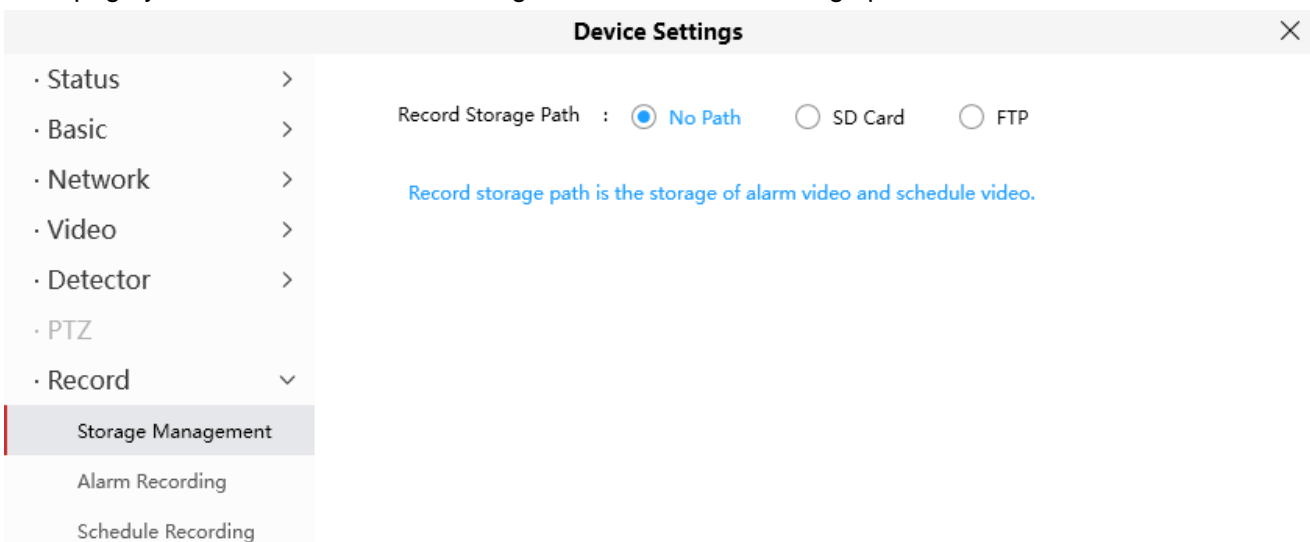 Device Settings
· Status
· Basic
· Network
· Video
· Detector
· PTZ
· Record
Storage Management
Alarm Recording
Schedule Recording
Record Storage Path : No Path SD Card FTP
Record storage path is the storage of alarm video and schedule video.